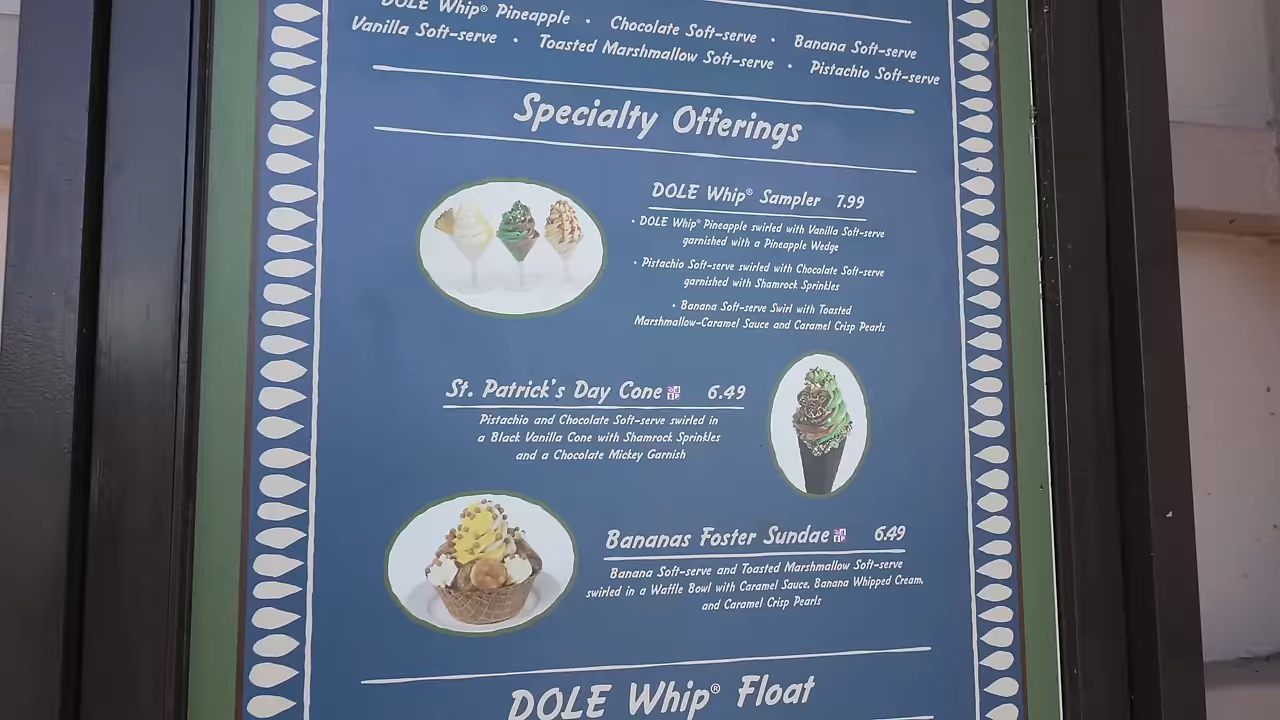 DOLE Whip® Pineapple • Chocolate Soft-serve • Banana Soft-serve
Vanilla Soft-serve • Toasted Marshmallow Soft-serve • Pistachio Soft-serve
Specialty Offerings
DOLE Whip® Sampler 7.99
• DOLE Whip® Pineapple swirled with Vanilla Soft-serve
garnished with a Pineapple Wedge
• Pistachio Soft-serve swirled with Chocolate Soft-serve
garnished with Shamrock Sprinkles
• Banana Soft-serve Swirl with Toasted
Marshmallow-Caramel Sauce and Caramel Crisp Pearls
St. Patrick's Day Cone 6.49
Pistachio and Chocolate Soft-serve swirled in
a Black Vanilla Cone with Shamrock Sprinkles
and a Chocolate Mickey Garnish
Bananas Foster Sundae 6.49
Banana Soft-serve and Toasted Marshmallow Soft-serve
swirled in a Waffle Bowl with Caramel Sauce, Banana Whipped Cream,
and Caramel Crisp Pearls
DOLE Whip® Float